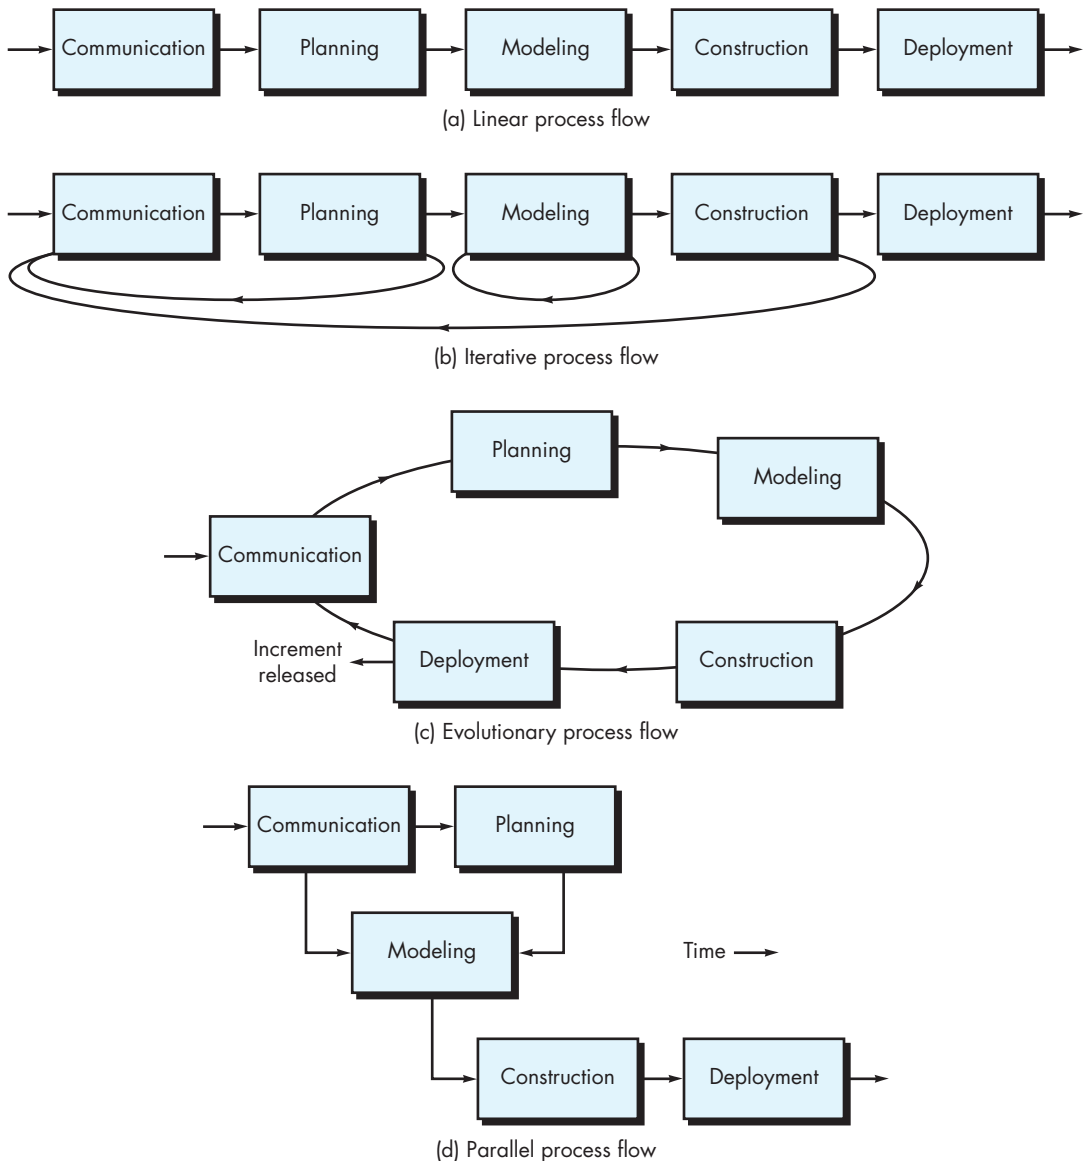 Communication
Planning
Modeling
Construction
Deployment
(a) Linear process flow
Communication
Planning
Modeling
Construction
Deployment
(b) Iterative process flow
Planning
Modeling
Communication
Increment
released
Deployment
Construction
(c) Evolutionary process flow
Communication
Planning
Modeling
Time
Construction
Deployment
(d) Parallel process flow